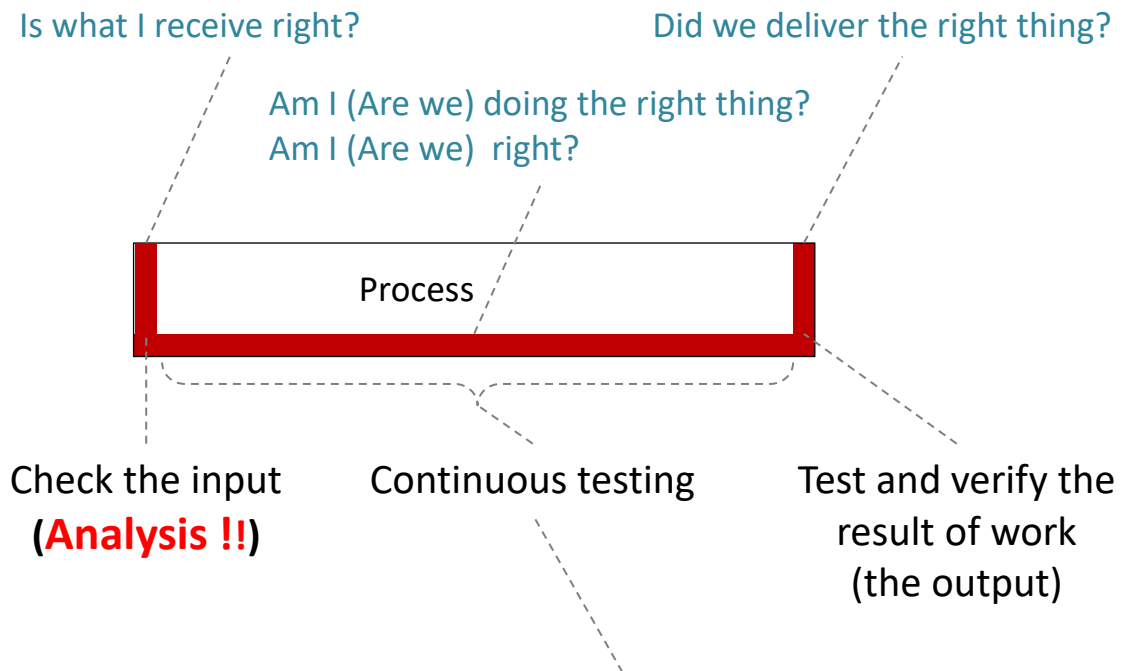 Is what I receive right?
Did we deliver the right thing?
Am I (Are we) doing the right thing?
Am I (Are we)  right?
Process
Check the input
(Analysis !!)
Continuous testing
Test and verify the
result of work
(the output)